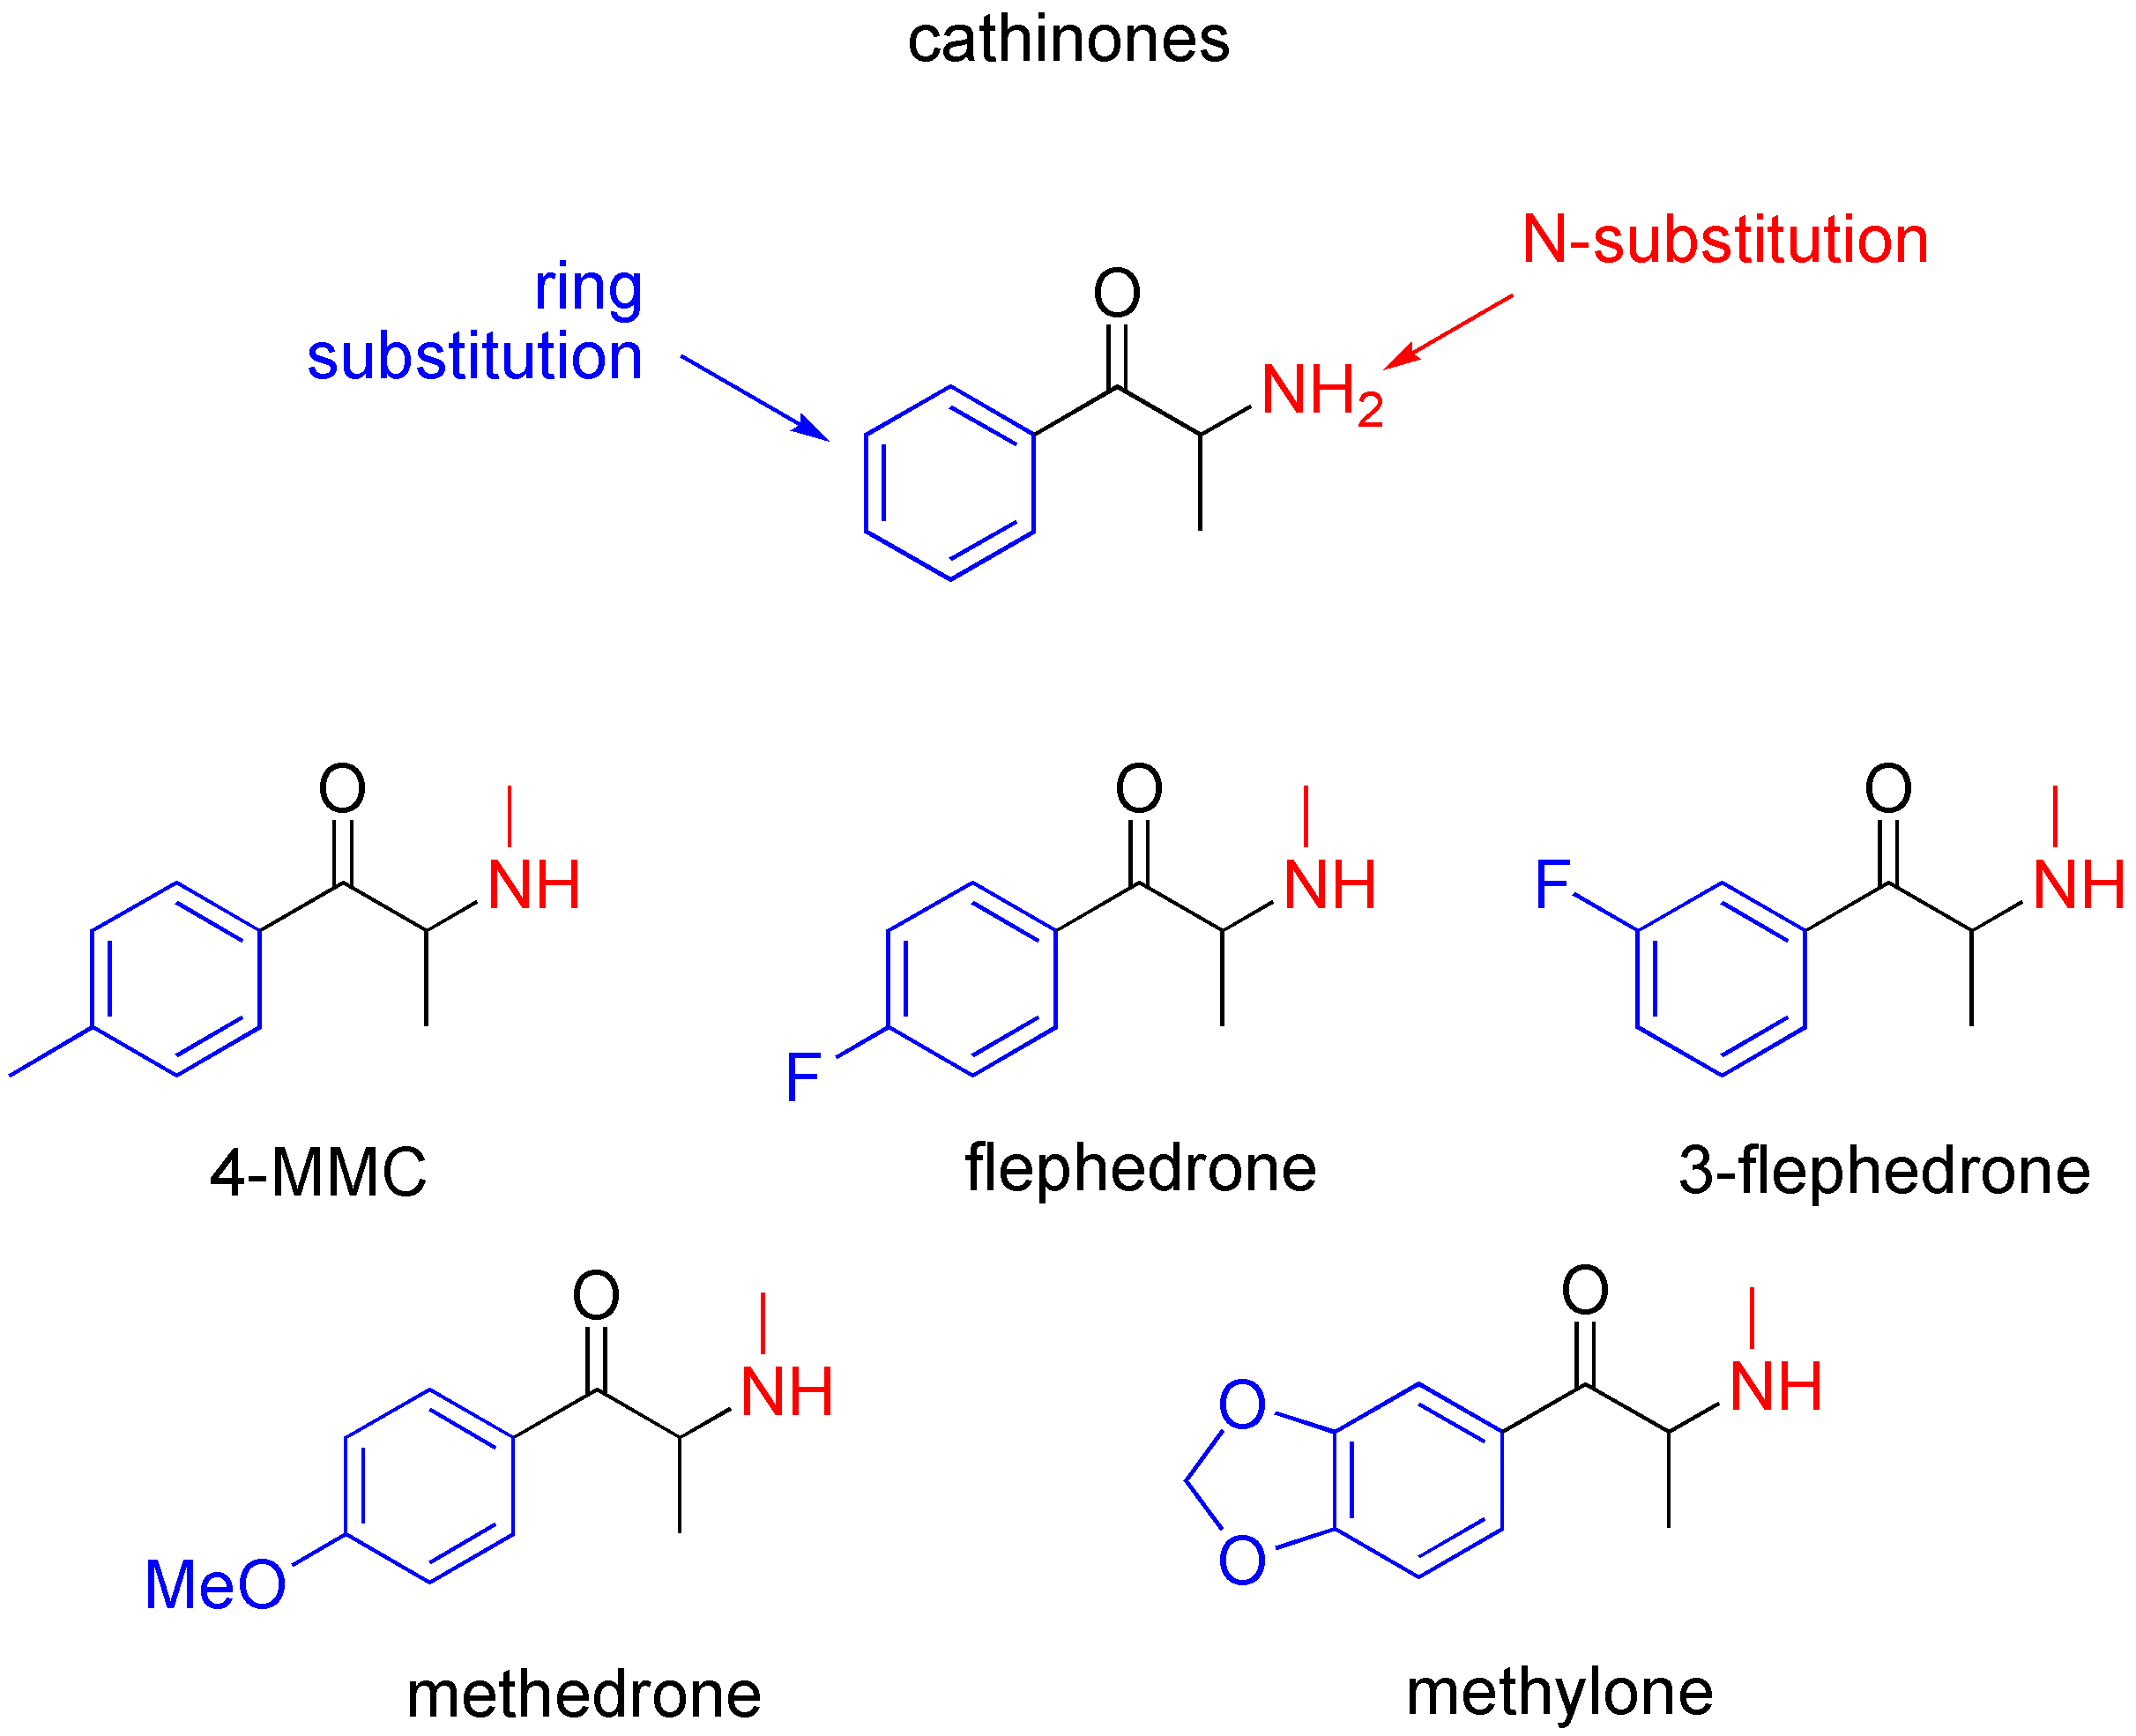 cathinones
N-substitution
ring
substitution
O
NH2
O
NH
O
NH
O
F
NH
F
4-MMC
flephedrone
3-flephedrone
O
NH
MeO
O
O
NH
O
methedrone
methylone